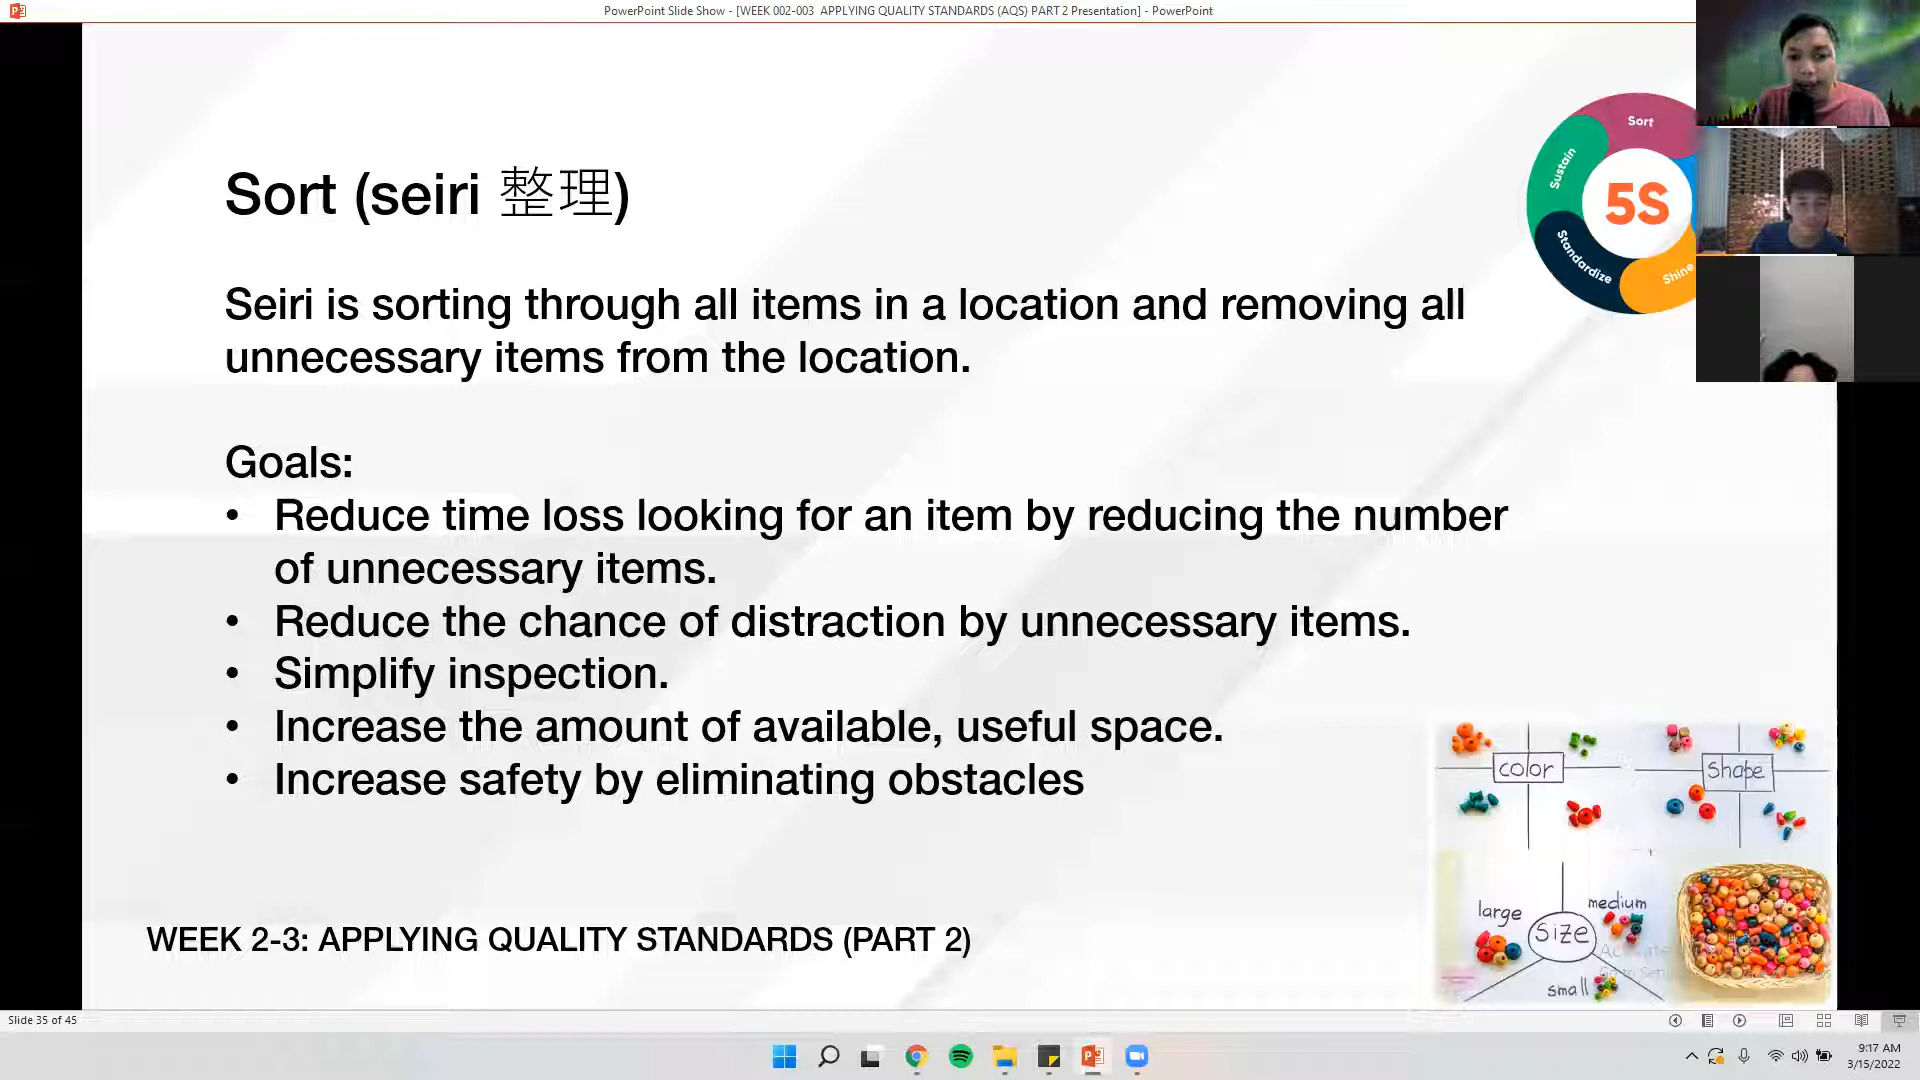 PowerPoint Slide Show - [WEEK 002-003  APPLYING QUALITY STANDARDS (AQS) PART 2 Presentation] - PowerPoint
Sort
Sustain
5S
Standardize
Shine
Sort (seiri 整理)
Seiri is sorting through all items in a location and removing all
unnecessary items from the location.
Goals:
• Reduce time loss looking for an item by reducing the number
of unnecessary items.
• Reduce the chance of distraction by unnecessary items.
• Simplify inspection.
• Increase the amount of available, useful space.
• Increase safety by eliminating obstacles
color
shape
large
medium
size
small
WEEK 2-3: APPLYING QUALITY STANDARDS (PART 2)
Slide 35 of 45
9:17 AM
3/15/2022